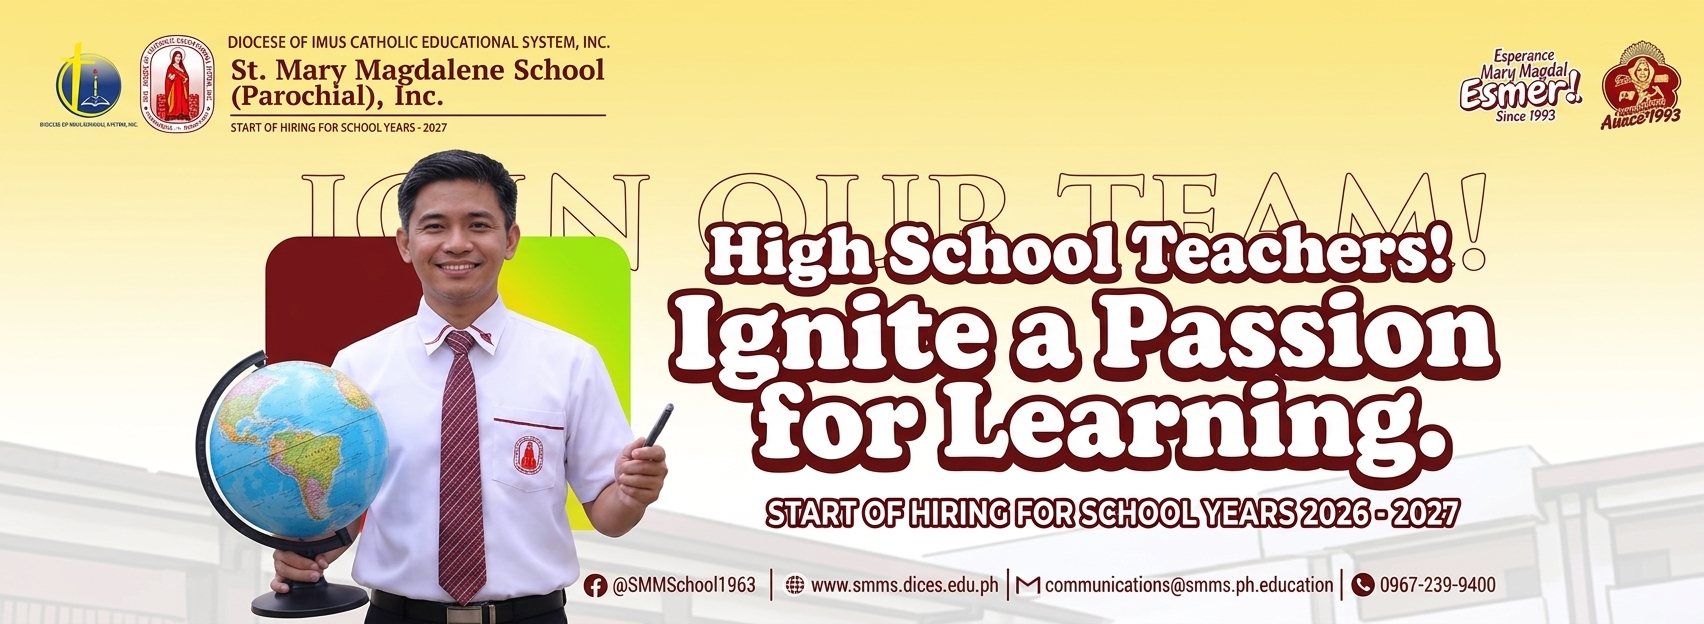 DIOCESE OF IMUS CATHOLIC EDUCATIONAL SYSTEM, INC.
St. Mary Magdalene School
(Parochial), Inc.
START OF HIRING FOR SCHOOL YEARS - 2027
Esperance
Mary Magdal
Esmer!
Since 1993
JOIN OUR TEAM!
High School Teachers!
Ignite a Passion
for Learning.
START OF HIRING FOR SCHOOL YEARS 2026 - 2027
@SMMSchool1963 | www.smms.dices.edu.ph | communications@smms.ph.education | 0967-239-9400